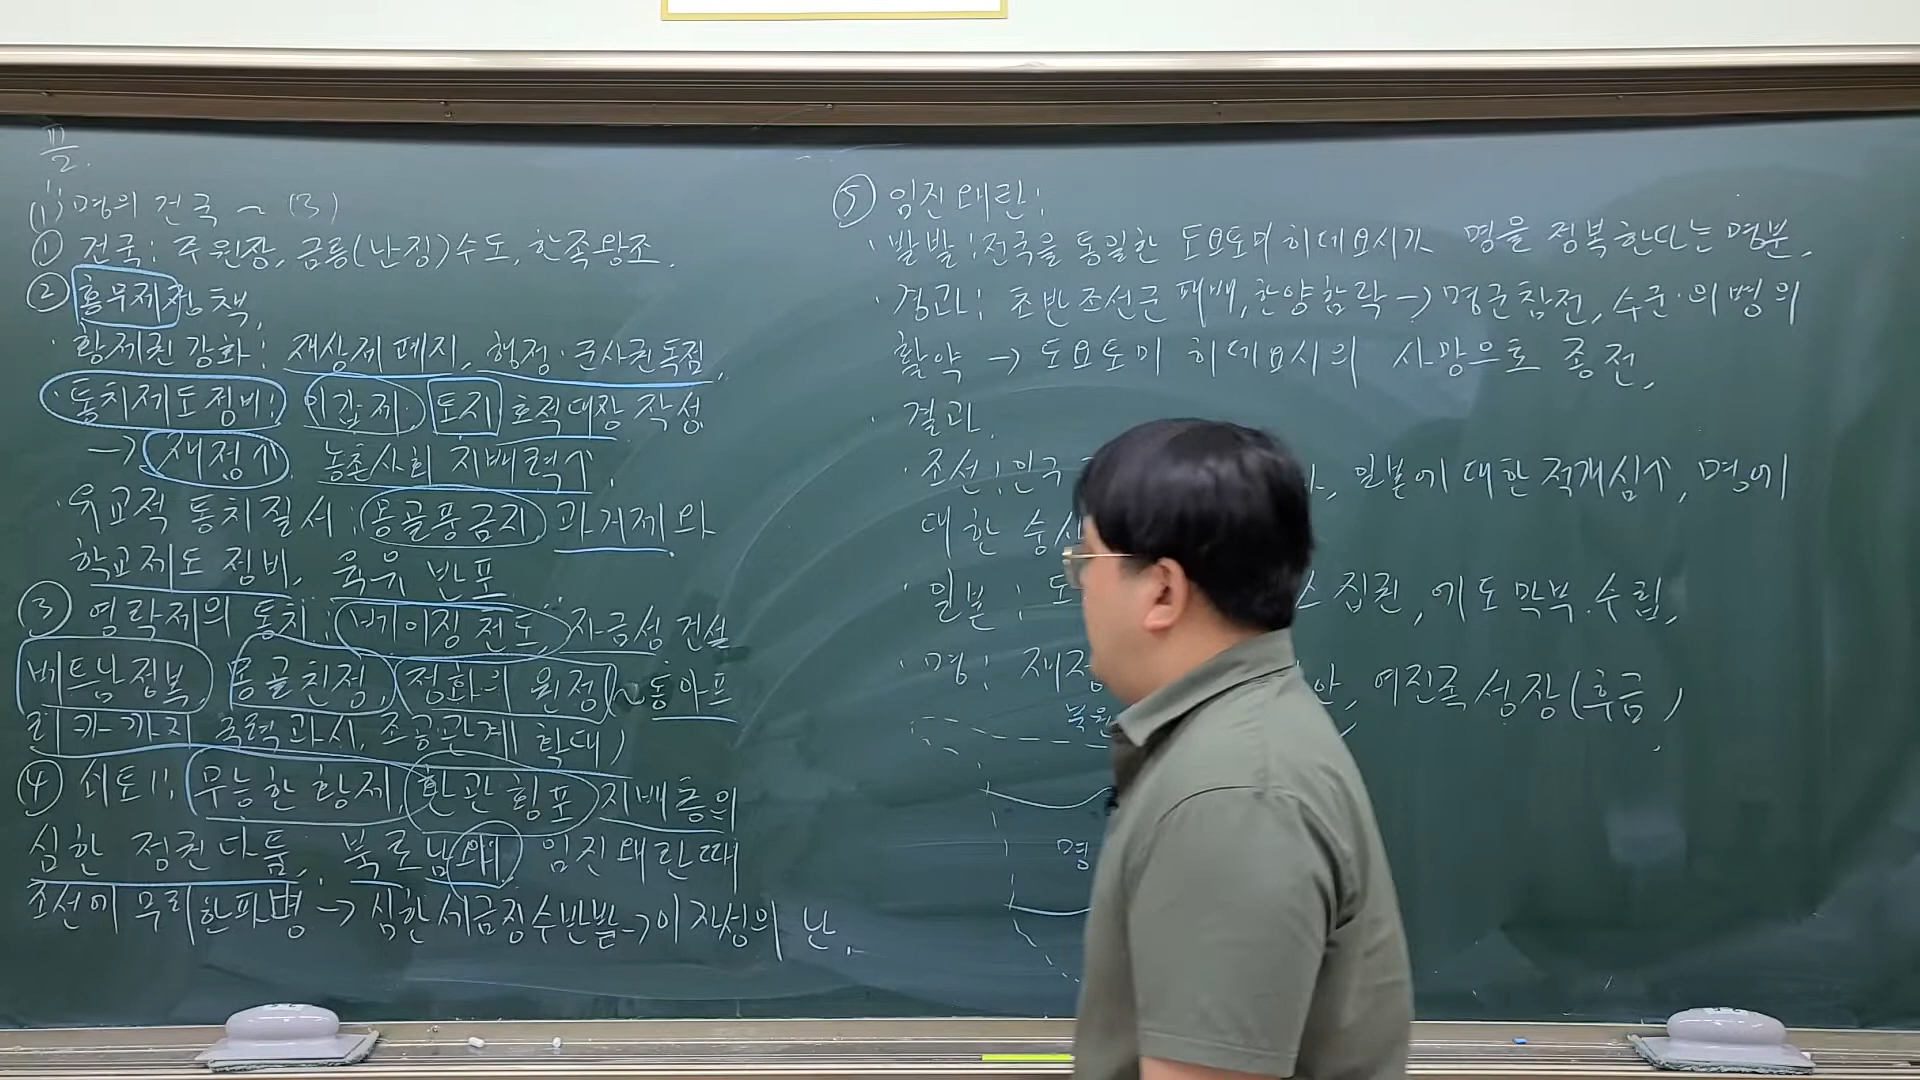 Ⅲ
2.
(1) 명의 건국 ~ (3)
① 건국: 주원장, 금릉(난징)수도, 한족왕조.
② 홍무제정책.
· 황제권 강화: 재상제 폐지, 행정·군사권독점.
· 통치제도정비: 이갑제· 토지 호적대장 작성
→ 재정↑ 농촌사회 지배력↑.
· 유교적 통치질서: 몽골풍금지 과거제와
학교제도 정비, 육유 반포.
③ 영락제의 통치: 베이징 천도, 자금성 건설
베트남정복 몽골친정, 정화의 원정 ~ 동아프
리카까지 국력과시, 조공관계 확대)
④ 쇠퇴: 무능한 황제, 환관 횡포 지배층의
심한 정권다툼, 북로남왜 임진왜란때
조선에 무리한파병 → 심한세금징수반발→이자성의 난.
⑤ 임진왜란:
· 발발: 전국을 통일한 도요토미 히데요시가 명을 정복한다는 명분.
· 경과: 초반조선군 패배, 한양함락 → 명군참전, 수군·의병의
활약 → 도요토미 히데요시의 사망으로 종전.
· 결과.
· 조선: 인구 일본에 대한 적개심↑, 명에
대한 숭
· 일본: 도 스 집권, 에도막부.수립.
· 명: 재정 여진족 성장(후금)
북원
명